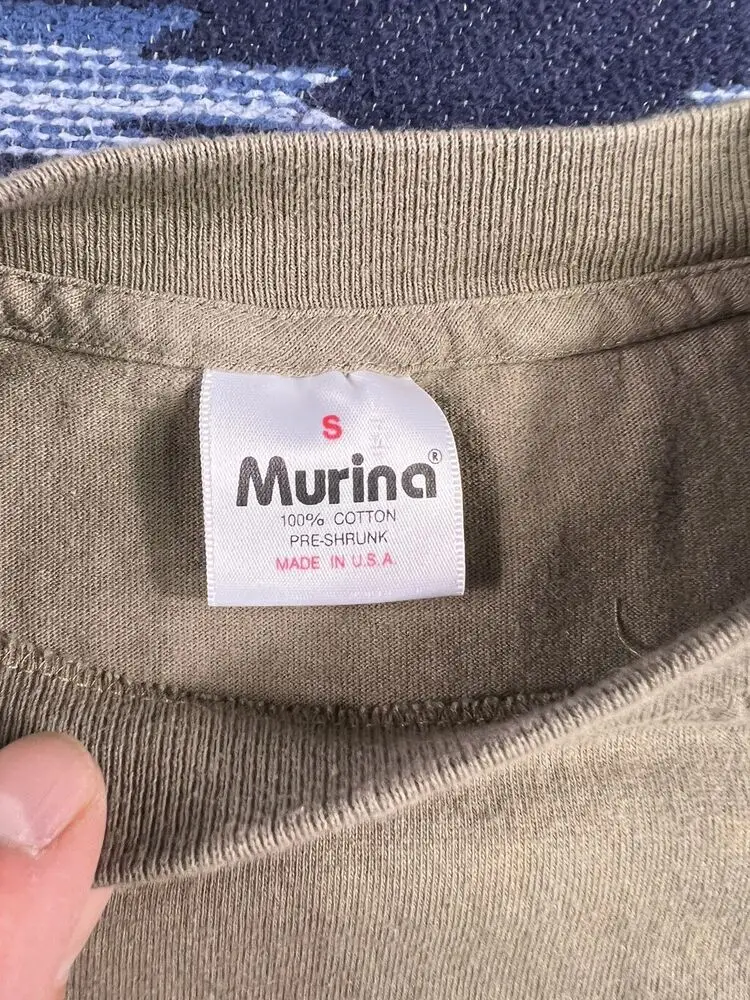 S
Murina®
100% COTTON
PRE-SHRUNK
MADE IN U.S.A.